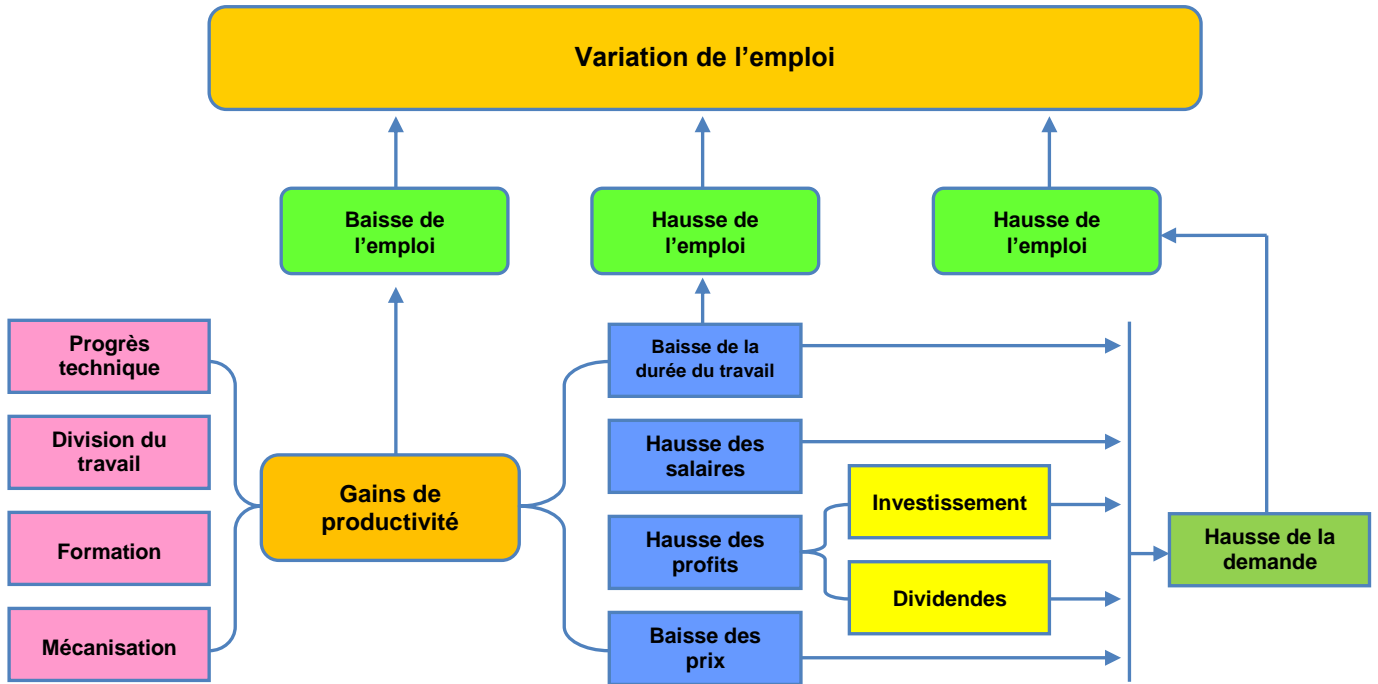 Variation de l’emploi
Baisse de
l’emploi
Hausse de
l’emploi
Hausse de
l’emploi
Progrès
technique
Division du
travail
Formation
Mécanisation
Gains de
productivité
Baisse de la
durée du travail
Hausse des
salaires
Hausse des
profits
Baisse des
prix
Investissement
Dividendes
Hausse de la
demande